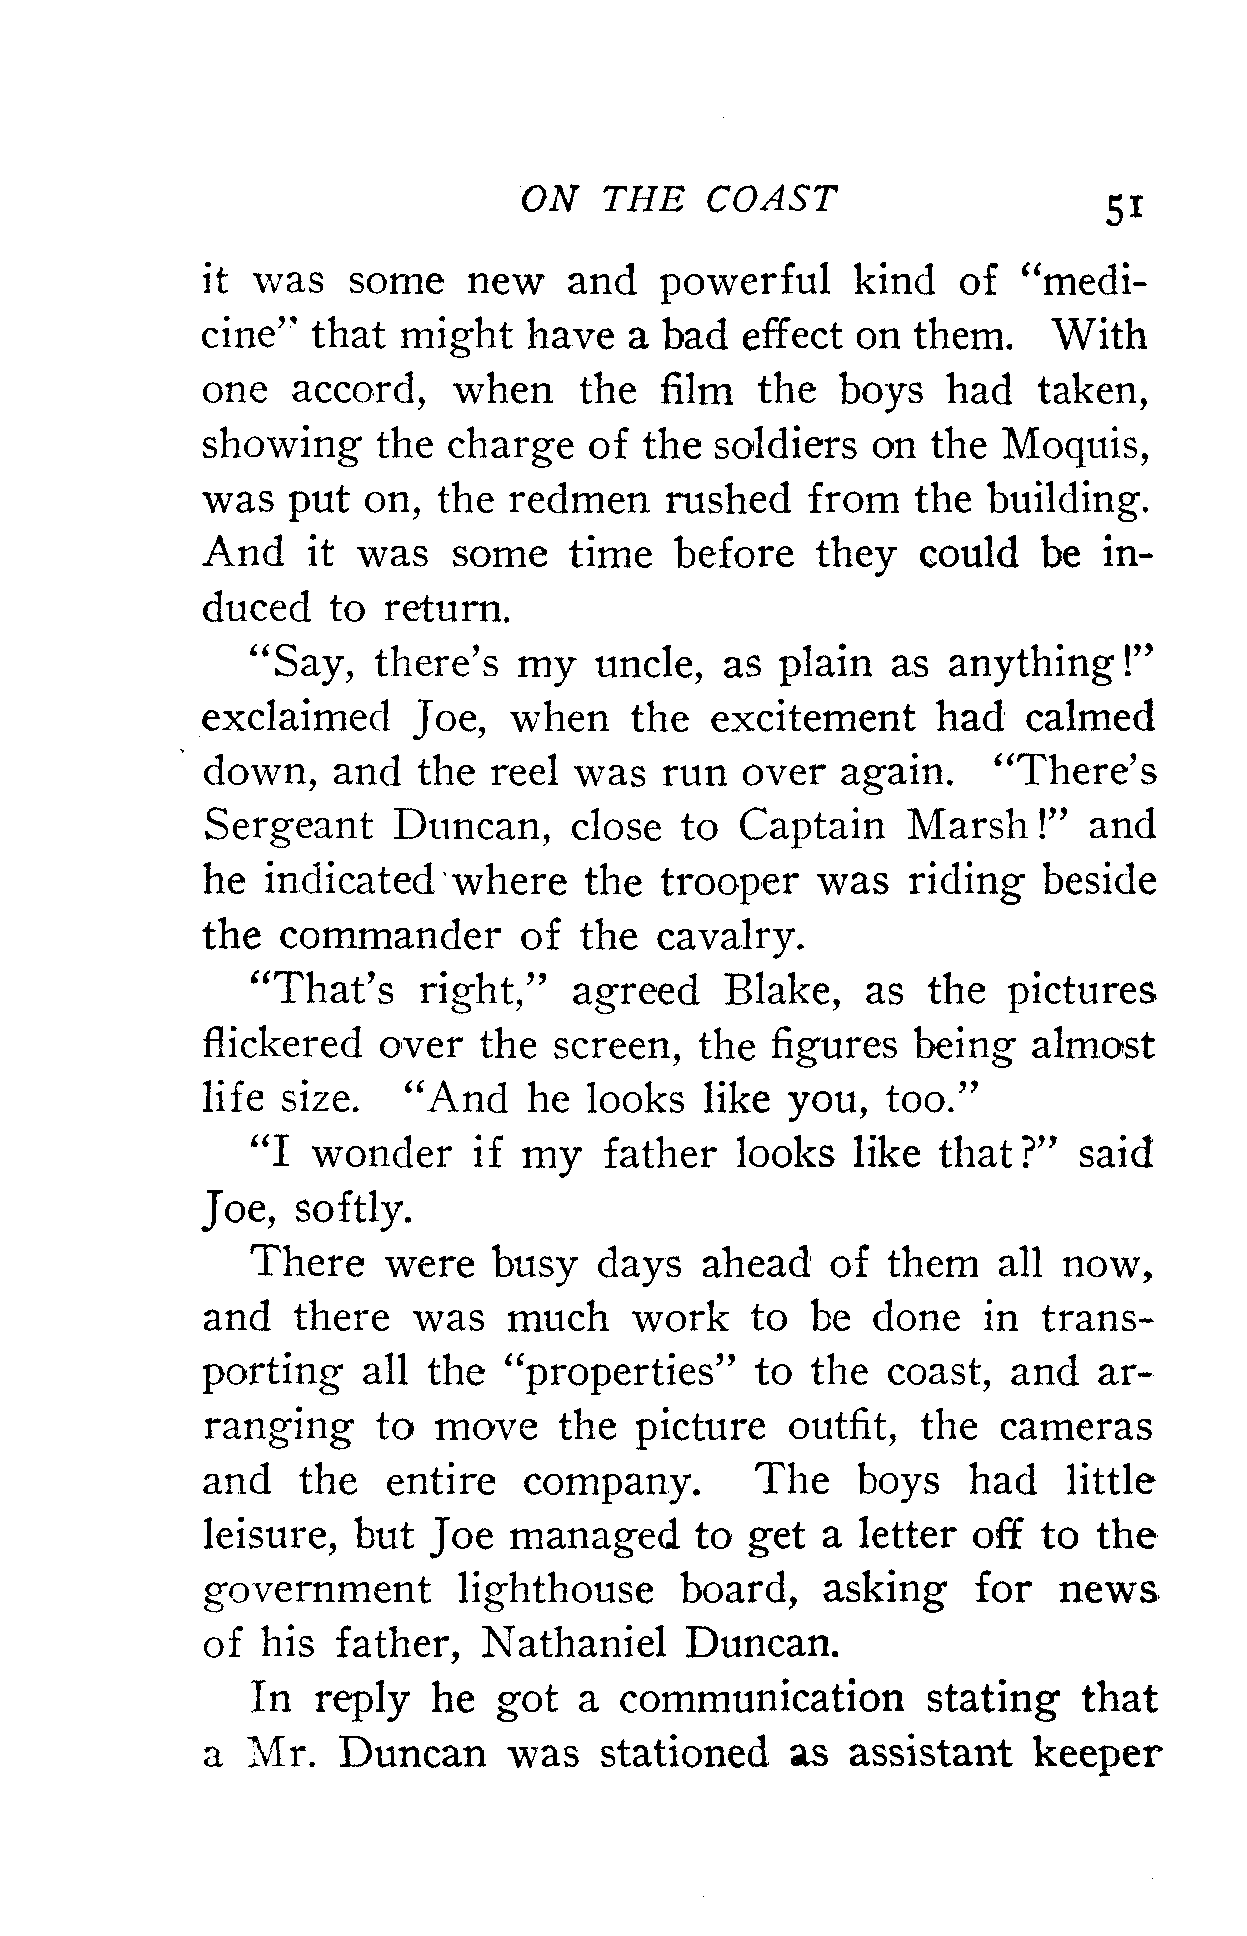 ON THE COAST 51
it was some new and powerful kind of “medi-
cine” that might have a bad effect on them. With
one accord, when the film the boys had taken,
showing the charge of the soldiers on the Moquis,
was put on, the redmen rushed from the building.
And it was some time before they could be in-
duced to return.
“Say, there’s my uncle, as plain as anything!”
exclaimed Joe, when the excitement had calmed
down, and the reel was run over again. “There’s
Sergeant Duncan, close to Captain Marsh!” and
he indicated where the trooper was riding beside
the commander of the cavalry.
“That’s right,” agreed Blake, as the pictures
flickered over the screen, the figures being almost
life size. “And he looks like you, too.”
“I wonder if my father looks like that?” said
Joe, softly.
There were busy days ahead of them all now,
and there was much work to be done in trans-
porting all the “properties” to the coast, and ar-
ranging to move the picture outfit, the cameras
and the entire company. The boys had little
leisure, but Joe managed to get a letter off to the
government lighthouse board, asking for news
of his father, Nathaniel Duncan.
In reply he got a communication stating that
a Mr. Duncan was stationed as assistant keeper